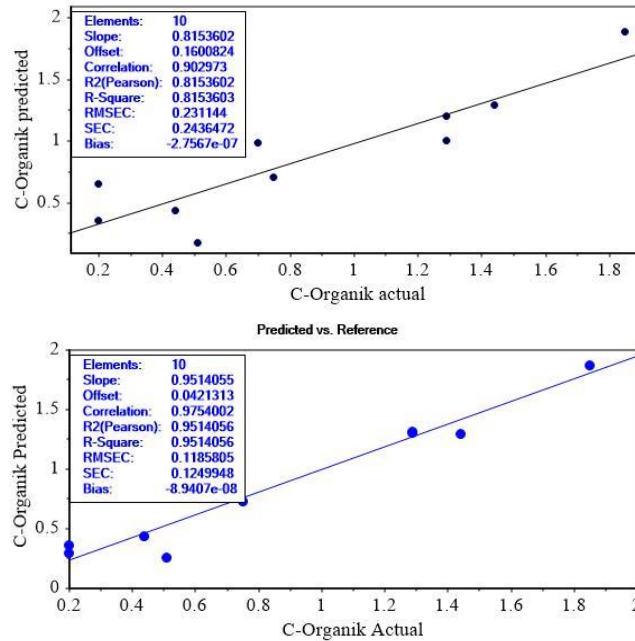 2
1.5
1
0.5
Elements: 10
Slope: 0.8153602
Offset: 0.1600824
Correlation: 0.902973
R2(Pearson): 0.8153602
R-Square: 0.8153603
RMSEC: 0.231144
SEC: 0.2436472
Bias: -2.7567e-07
C-Organik predicted
0.2 0.4 0.6 0.8 1 1.2 1.4 1.6 1.8
C-Organik actual
Predicted vs. Reference
2
1.5
1
0.5
0
Elements: 10
Slope: 0.9514055
Offset: 0.0421313
Correlation: 0.9754002
R2(Pearson): 0.9514056
R-Square: 0.9514056
RMSEC: 0.1185805
SEC: 0.1249948
Bias: -8.9407e-08
C-Organik Predicted
0.2 0.4 0.6 0.8 1 1.2 1.4 1.6 1.8 2
C-Organik Actual